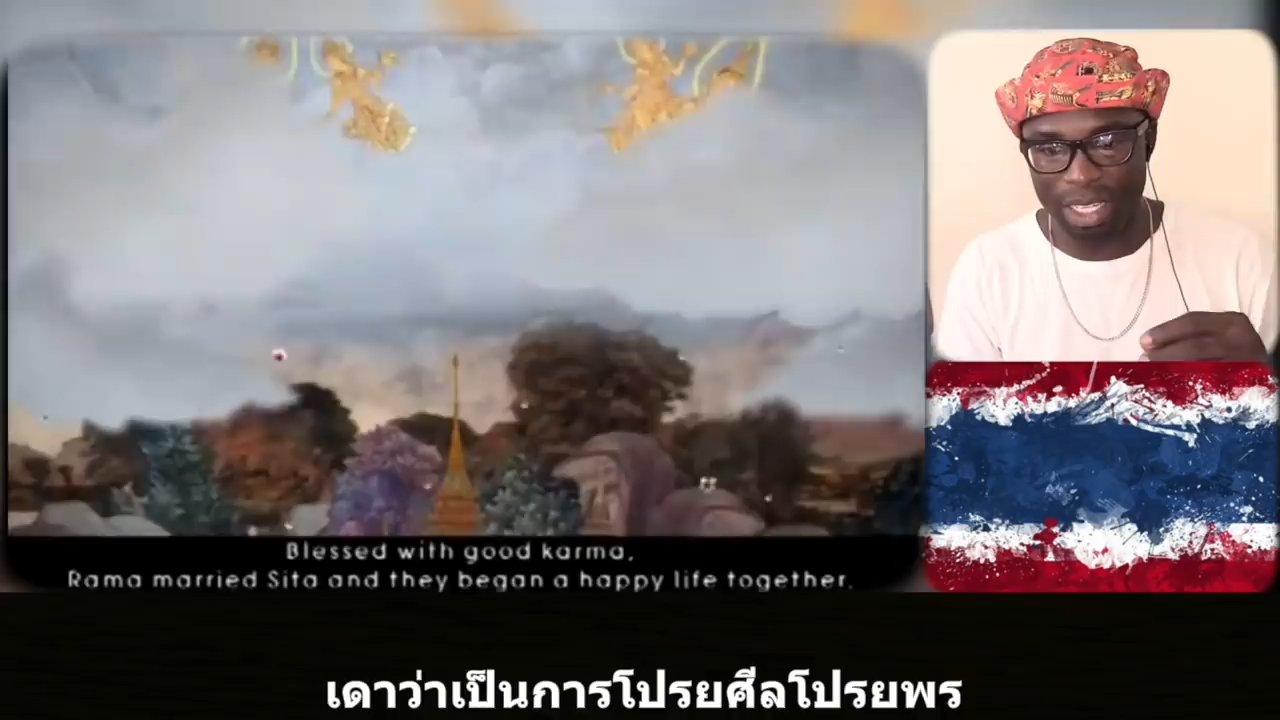 Blessed with good karma,
Rama married Sita and they began a happy life together.
เดาว่าเป็นการโปรยศีลโปรยพร